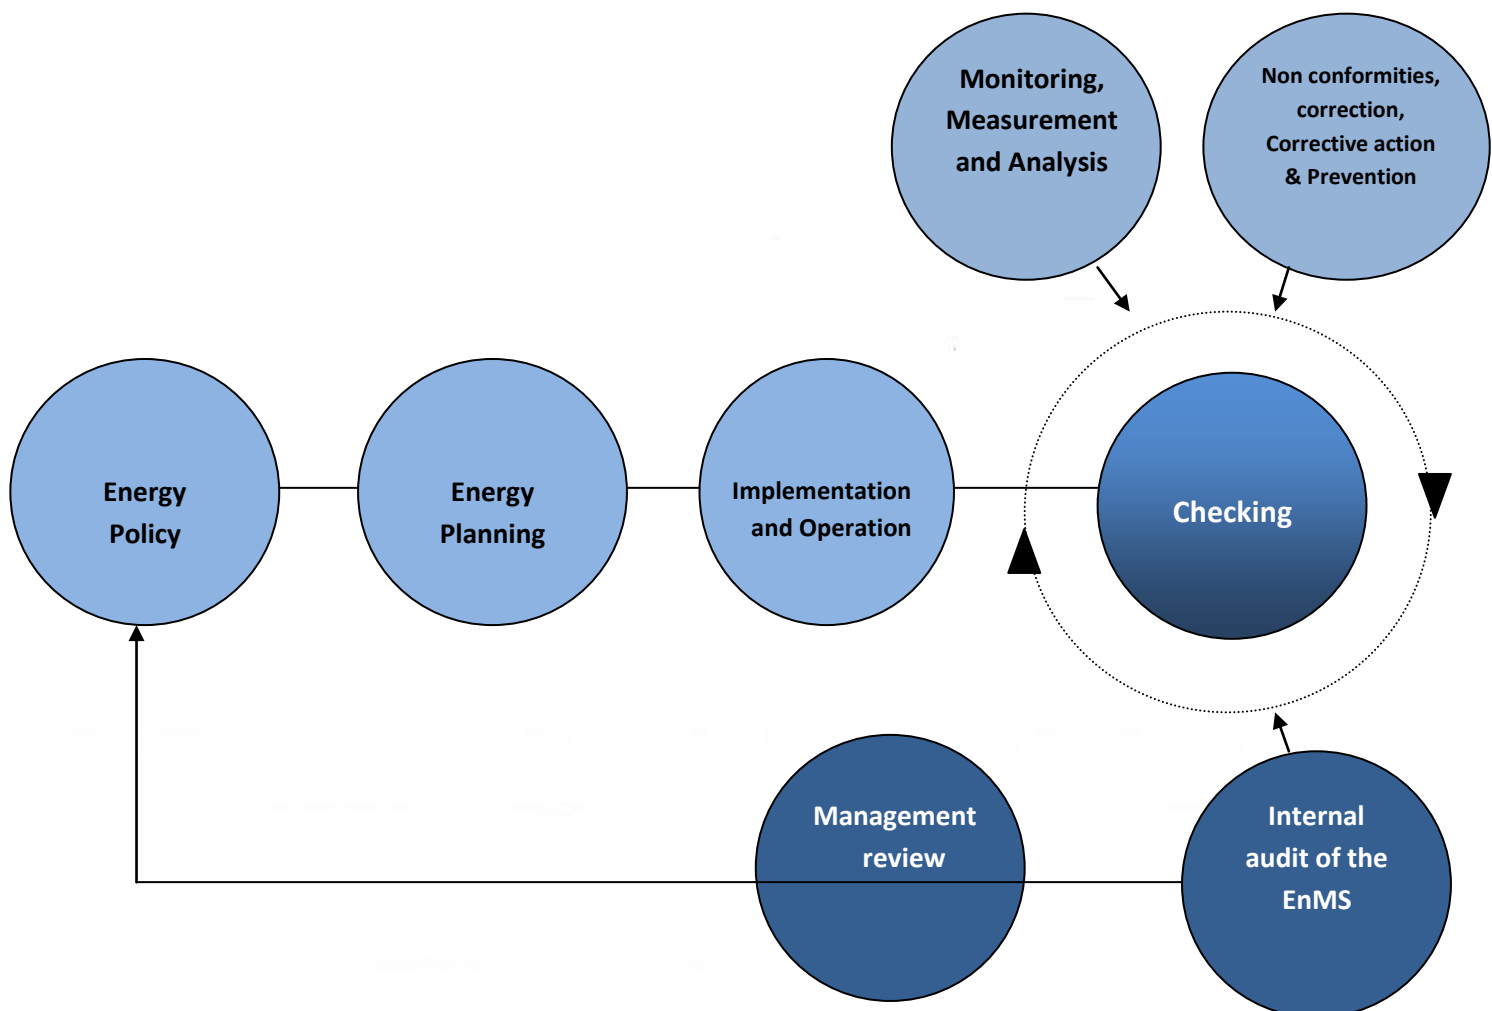 Monitoring,
Measurement
and Analysis
Non conformities,
correction,
Corrective action
& Prevention
Energy
Policy
Energy
Planning
Implementation
and Operation
Checking
Management
review
Internal
audit of the
EnMS